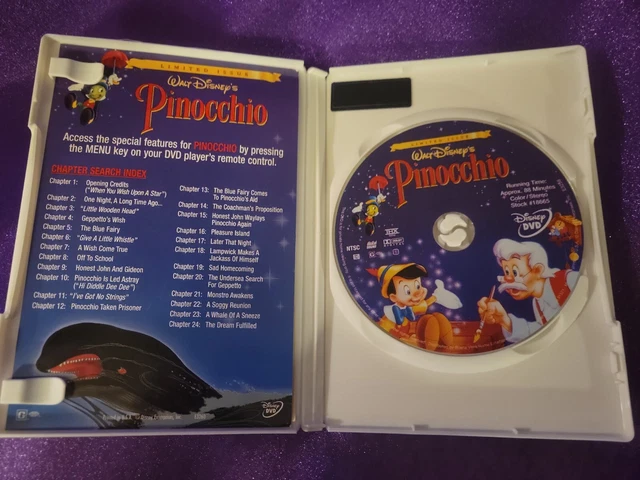 LIMITED ISSUE
WALT DISNEY'S
PINOCCHIO
Access the special features for PINOCCHIO by pressing
the MENU key on your DVD player's remote control.
CHAPTER SEARCH INDEX
Chapter 1: Opening Credits
("When You Wish Upon A Star")
Chapter 2: One Night, A Long Time Ago...
Chapter 3: "Little Wooden Head"
Chapter 4: Geppetto's Wish
Chapter 5: The Blue Fairy
Chapter 6: "Give A Little Whistle"
Chapter 7: A Wish Come True
Chapter 8: Off To School
Chapter 9: Honest John And Gideon
Chapter 10: Pinocchio Is Led Astray
("Hi Diddle Dee Dee")
Chapter 11: "I've Got No Strings"
Chapter 12: Pinocchio Taken Prisoner
Chapter 13: The Blue Fairy Comes
To Pinocchio's Aid
Chapter 14: The Coachman's Proposition
Chapter 15: Honest John Waylays
Pinocchio Again
Chapter 16: Pleasure Island
Chapter 17: Later That Night
Chapter 18: Lampwick Makes A
Jackass Of Himself
Chapter 19: Sad Homecoming
Chapter 20: The Undersea Search
For Geppetto
Chapter 21: Monstro Awakens
Chapter 22: A Soggy Reunion
Chapter 23: A Whale Of A Sneeze
Chapter 24: The Dream Fulfilled
Disney
DVD
LIMITED ISSUE
WALT DISNEY'S
PINOCCHIO
Running Time:
Approx. 88 Minutes
Color/Stereo
Stock #18665
Disney
DVD
THX
NTSC